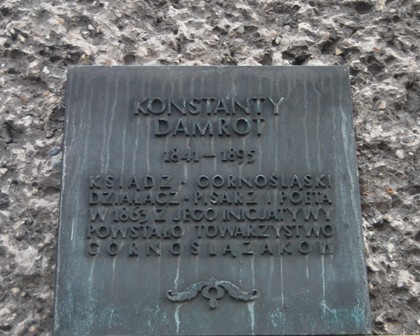 KONSTANTY
DAMROT
1841-1895
KSIĄDZ · GÓRNOŚLĄSKI
DZIAŁACZ · PISARZ I POETA
W 1863 Z JEGO INICJATYWY
POWSTAŁO TOWARZYSTWO
GÓRNOŚLĄZAKÓW